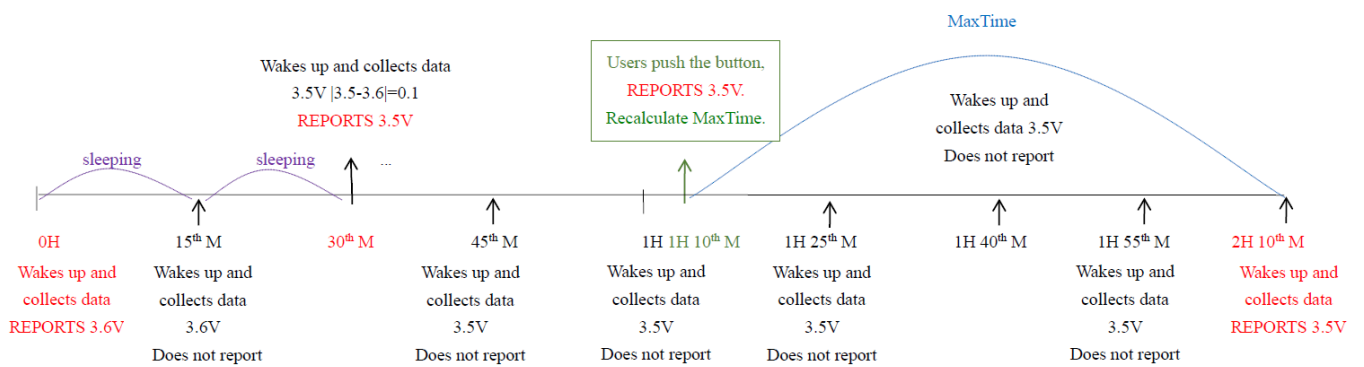 MaxTime
Wakes up and collects data
3.5V |3.5-3.6|=0.1
REPORTS 3.5V
Users push the button,
REPORTS 3.5V.
Recalculate MaxTime.
Wakes up and
collects data 3.5V
Does not report
sleeping
sleeping
...
0H
15th M
30th M
45th M
1H
1H 10th M
1H 25th M
1H 40th M
1H 55th M
2H 10th M
Wakes up and
collects data
REPORTS 3.6V
Wakes up and
collects data
3.6V
Does not report
Wakes up and
collects data
3.5V
Does not report
Wakes up and
collects data
3.5V
Does not report
Wakes up and
collects data
3.5V
Does not report
Wakes up and
collects data
3.5V
Does not report
Wakes up and
collects data
REPORTS 3.5V